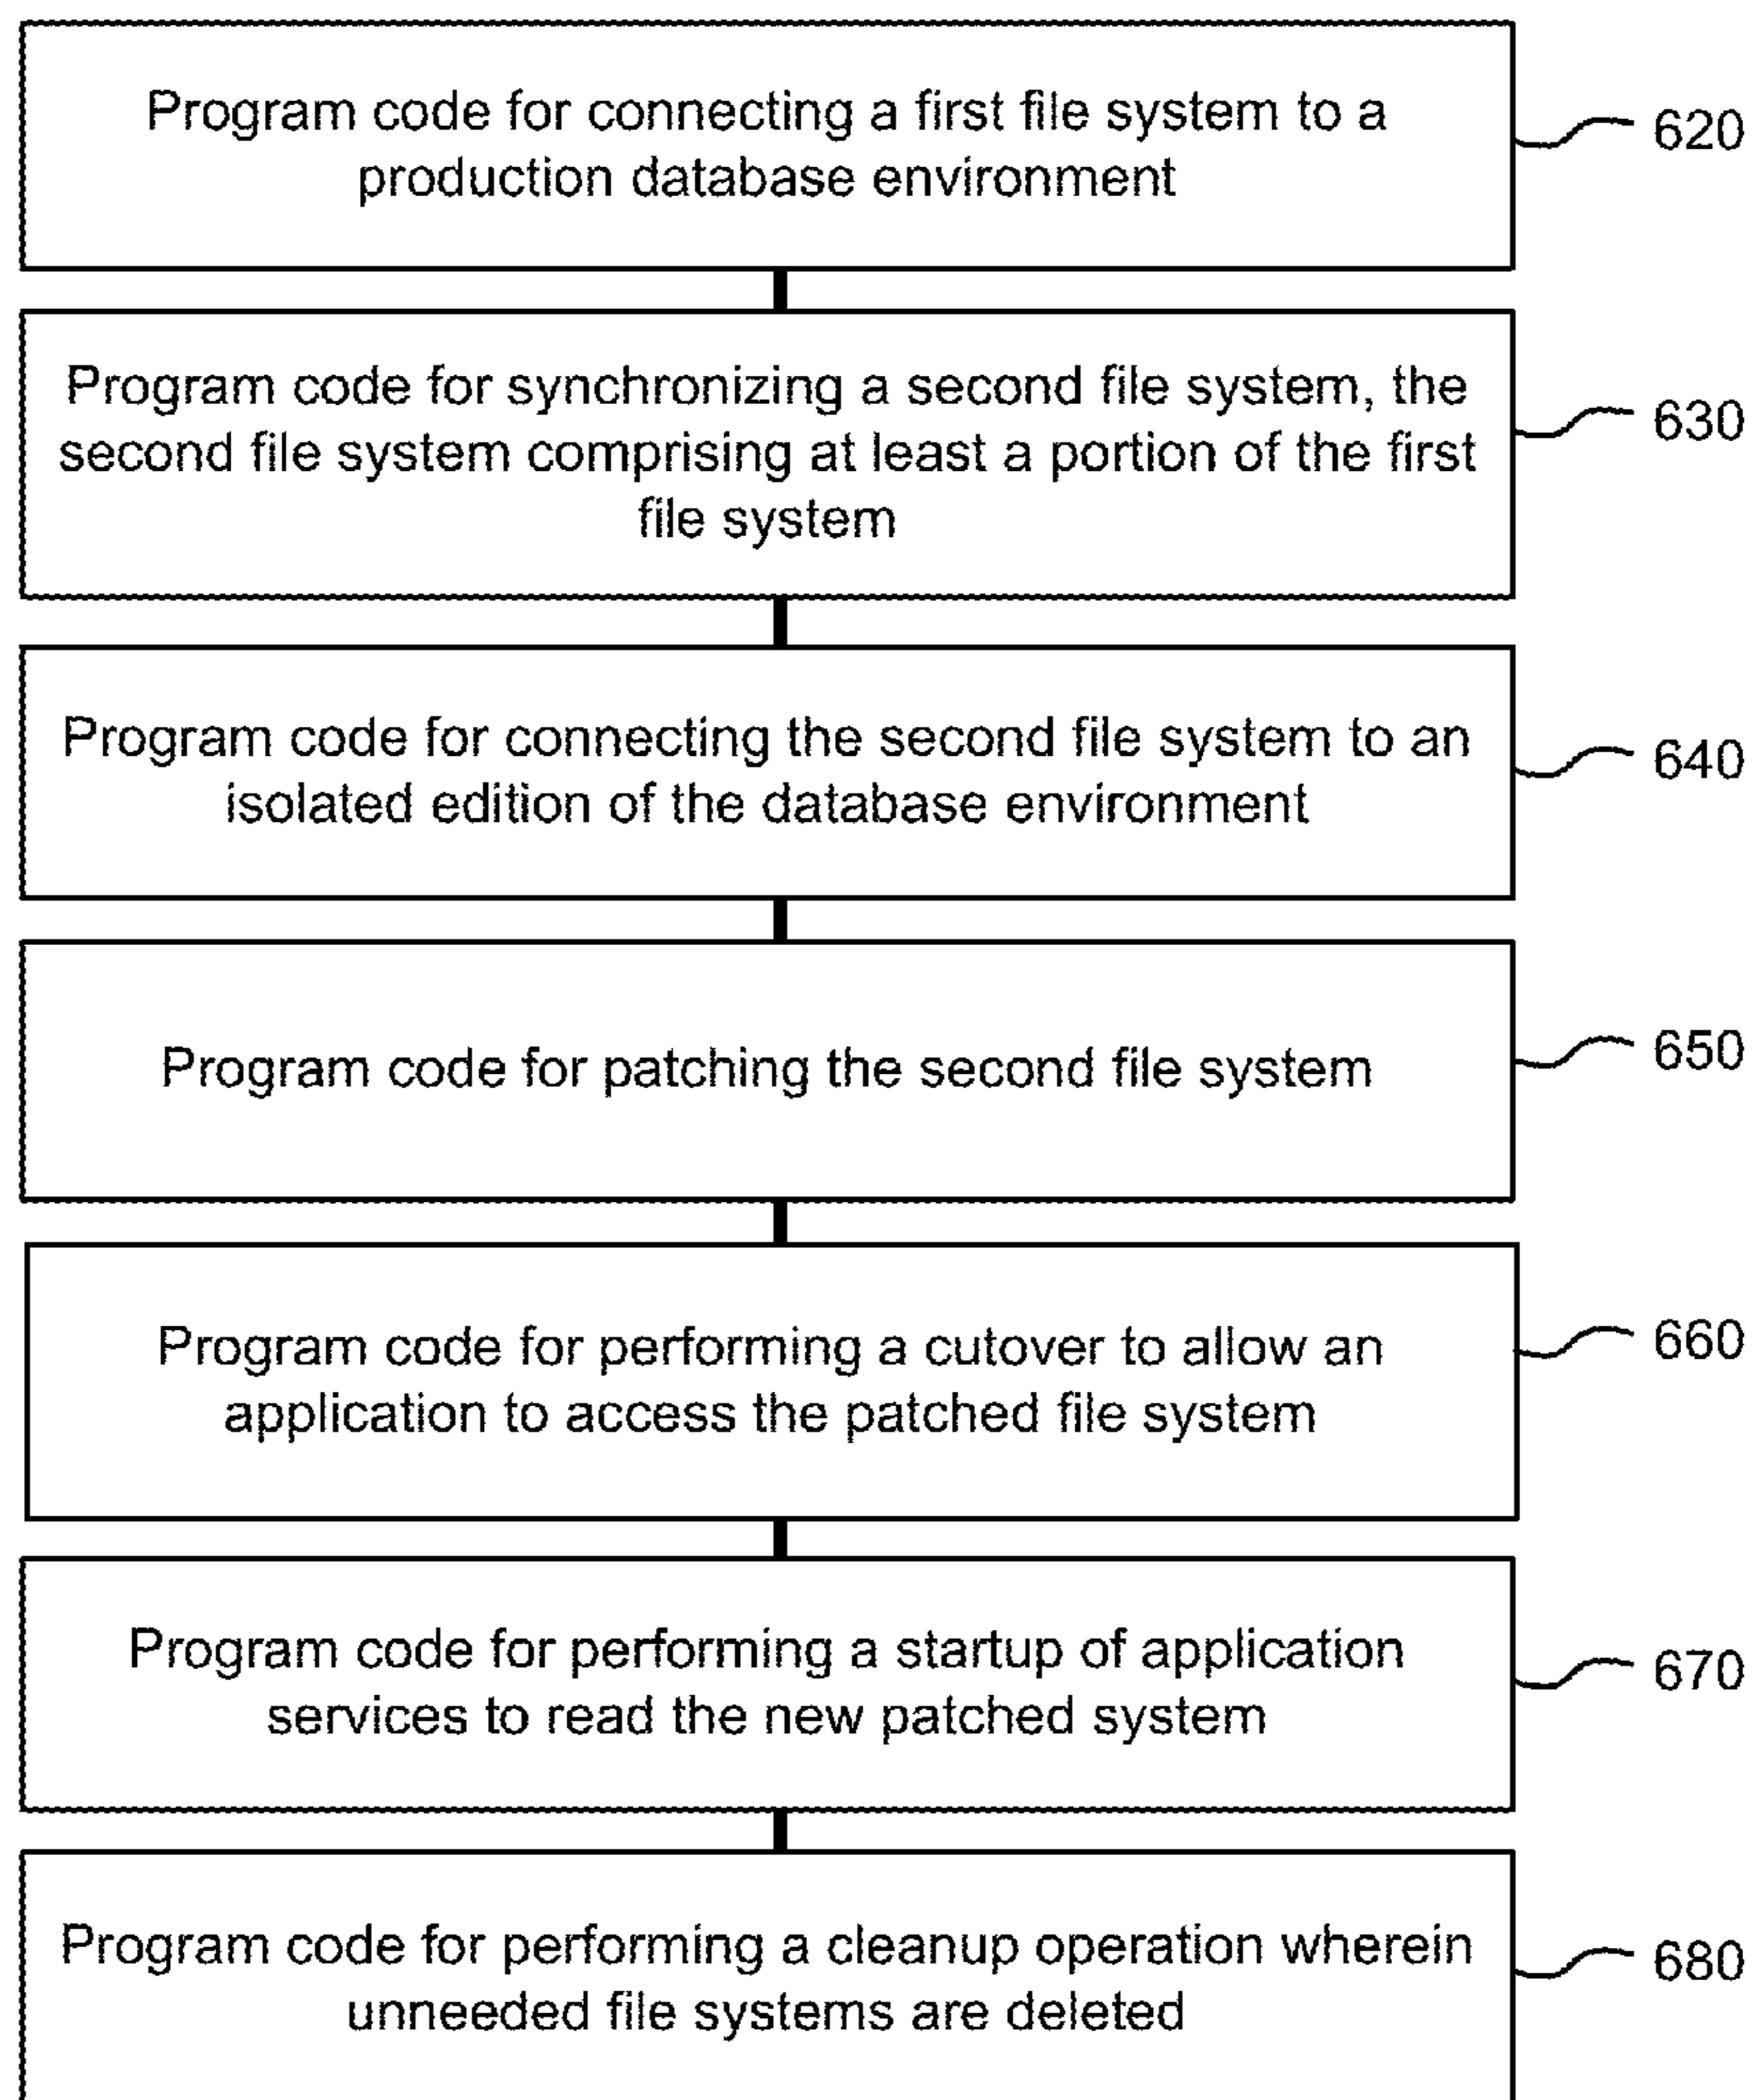 Program code for connecting a first file system to a
production database environment
620
Program code for synchronizing a second file system, the
second file system comprising at least a portion of the first
file system
630
Program code for connecting the second file system to an
isolated edition of the database environment
640
Program code for patching the second file system
650
Program code for performing a cutover to allow an
application to access the patched file system
660
Program code for performing a startup of application
services to read the new patched system
670
Program code for performing a cleanup operation wherein
unneeded file systems are deleted
680